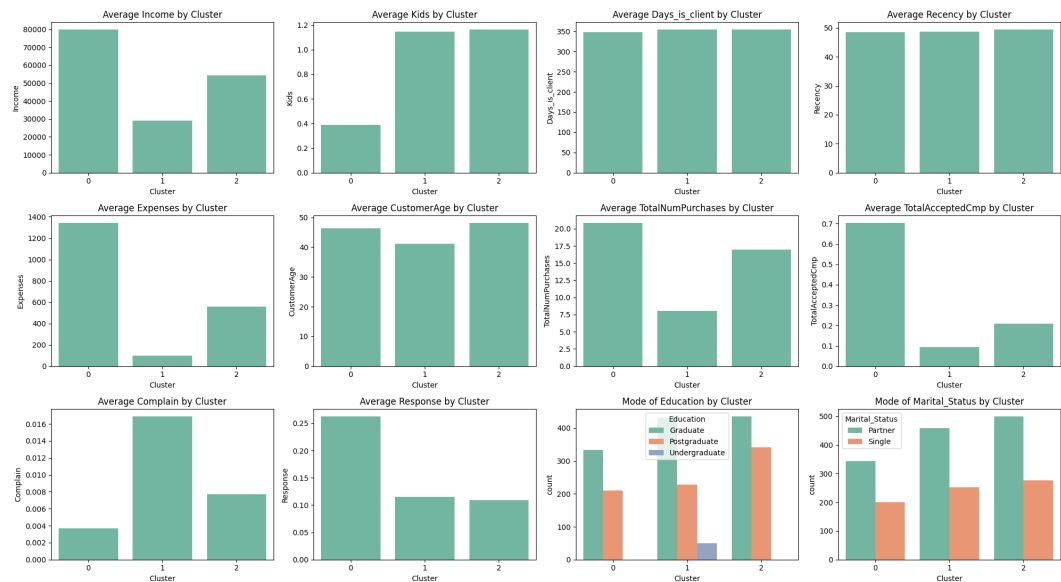 Average Income by Cluster
80000
70000
60000
50000
40000
30000
20000
10000
0
Income
0 1 2
Cluster
Average Kids by Cluster
1.2
1.0
0.8
0.6
0.4
0.2
0.0
Kids
0 1 2
Cluster
Average Days_is_client by Cluster
350
300
250
200
150
100
50
0
Days_is_client
0 1 2
Cluster
Average Recency by Cluster
50
40
30
20
10
0
Recency
0 1 2
Cluster
Average Expenses by Cluster
1400
1200
1000
800
600
400
200
0
Expenses
0 1 2
Cluster
Average CustomerAge by Cluster
50
40
30
20
10
0
CustomerAge
0 1 2
Cluster
Average TotalNumPurchases by Cluster
20.0
17.5
15.0
12.5
10.0
7.5
5.0
2.5
0.0
TotalNumPurchases
0 1 2
Cluster
Average TotalAcceptedCmp by Cluster
0.7
0.6
0.5
0.4
0.3
0.2
0.1
0.0
TotalAcceptedCmp
0 1 2
Cluster
Average Complain by Cluster
0.016
0.014
0.012
0.010
0.008
0.006
0.004
0.002
0.000
Complain
0 1 2
Cluster
Average Response by Cluster
0.25
0.20
0.15
0.10
0.05
0.00
Response
0 1 2
Cluster
Mode of Education by Cluster
Education
Graduate
Postgraduate
Undergraduate
400
300
200
100
0
count
0 1 2
Cluster
Mode of Marital_Status by Cluster
Marital_Status
Partner
Single
500
400
300
200
100
0
count
0 1 2
Cluster